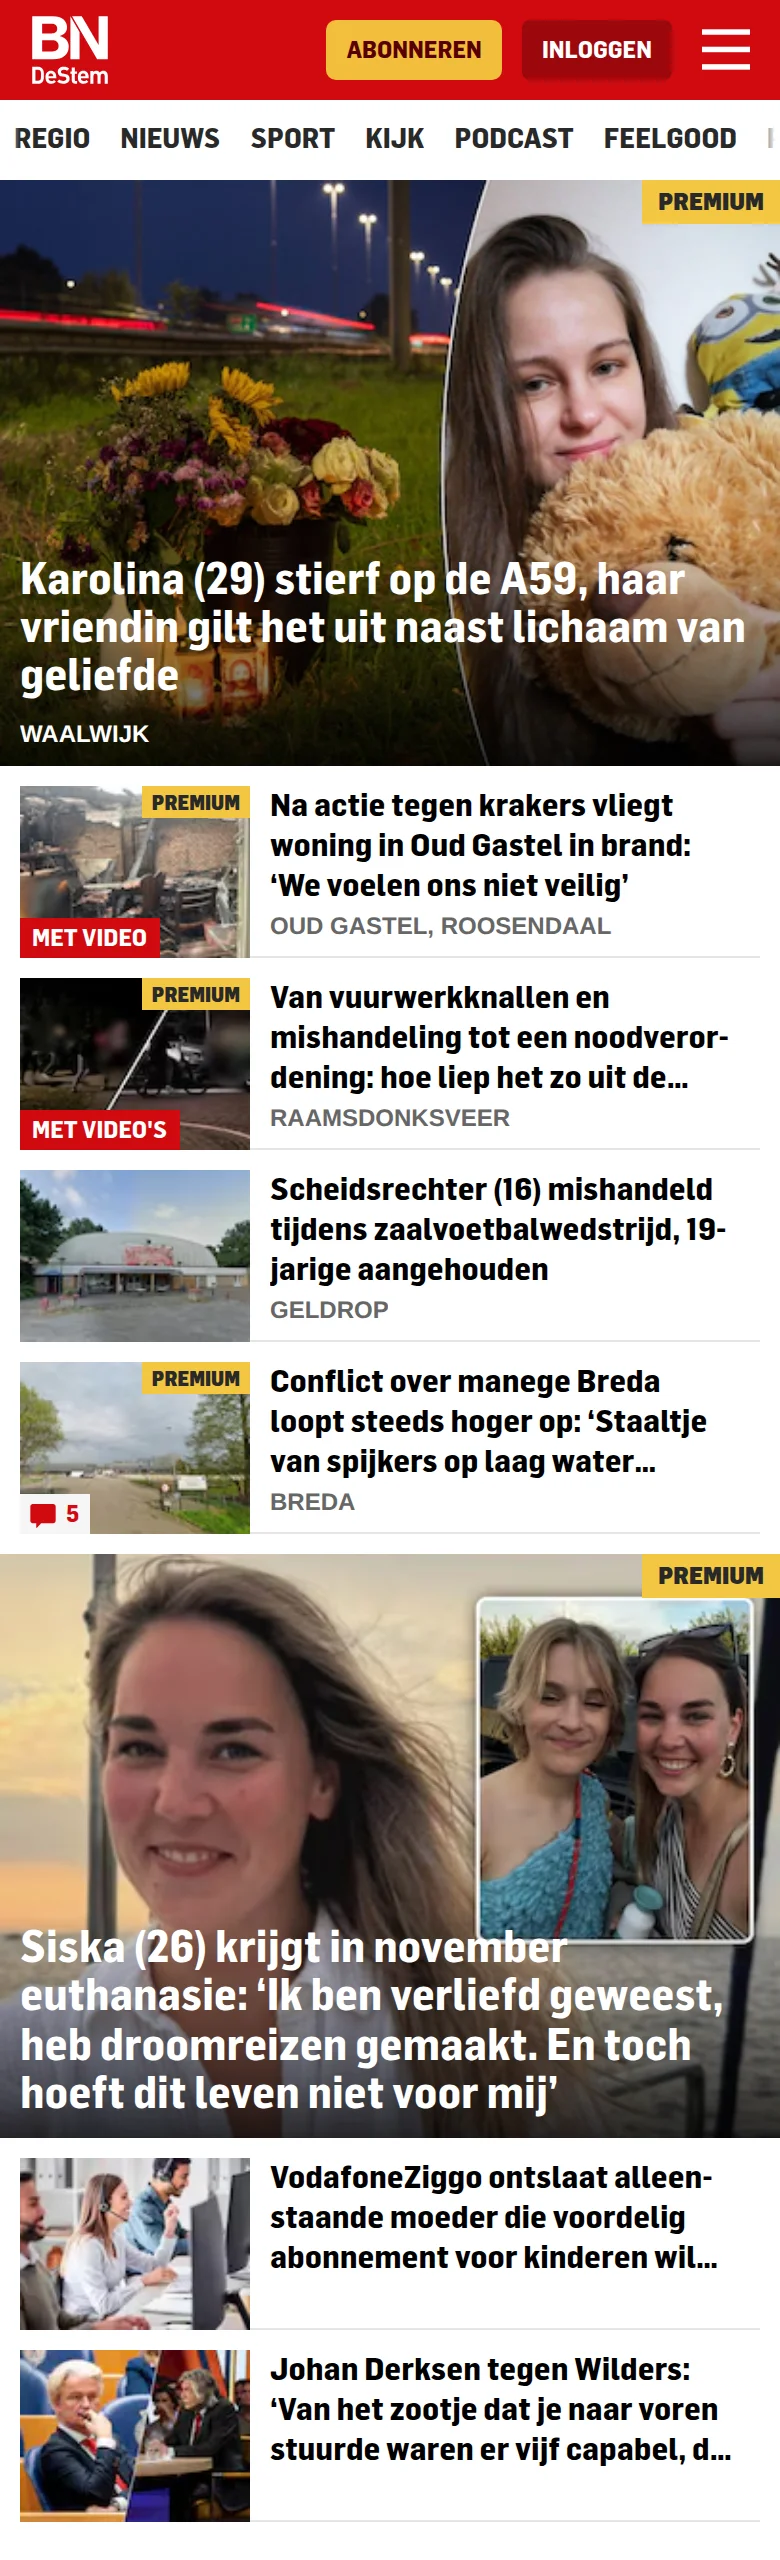 BN
DeStem
ABONNEREN
INLOGGEN
REGIO NIEUWS SPORT KIJK PODCAST FEELGOOD
PREMIUM
Karolina (29) stierf op de A59, haar
vriendin gilt het uit naast lichaam van
geliefde
WAALWIJK
PREMIUM
MET VIDEO
Na actie tegen krakers vliegt
woning in Oud Gastel in brand:
‘We voelen ons niet veilig’
OUD GASTEL, ROOSENDAAL
PREMIUM
MET VIDEO'S
Van vuurwerkknallen en
mishandeling tot een noodveror-
dening: hoe liep het zo uit de...
RAAMSDONKSVEER
Scheidsrechter (16) mishandeld
tijdens zaalvoetbalwedstrijd, 19-
jarige aangehouden
GELDROP
PREMIUM
5
Conflict over manege Breda
loopt steeds hoger op: ‘Staaltje
van spijkers op laag water...
BREDA
PREMIUM
Siska (26) krijgt in november
euthanasie: ‘Ik ben verliefd geweest,
heb droomreizen gemaakt. En toch
hoeft dit leven niet voor mij’
VodafoneZiggo ontslaat alleen-
staande moeder die voordelig
abonnement voor kinderen wil...
Johan Derksen tegen Wilders:
‘Van het zootje dat je naar voren
stuurde waren er vijf capabel, d...